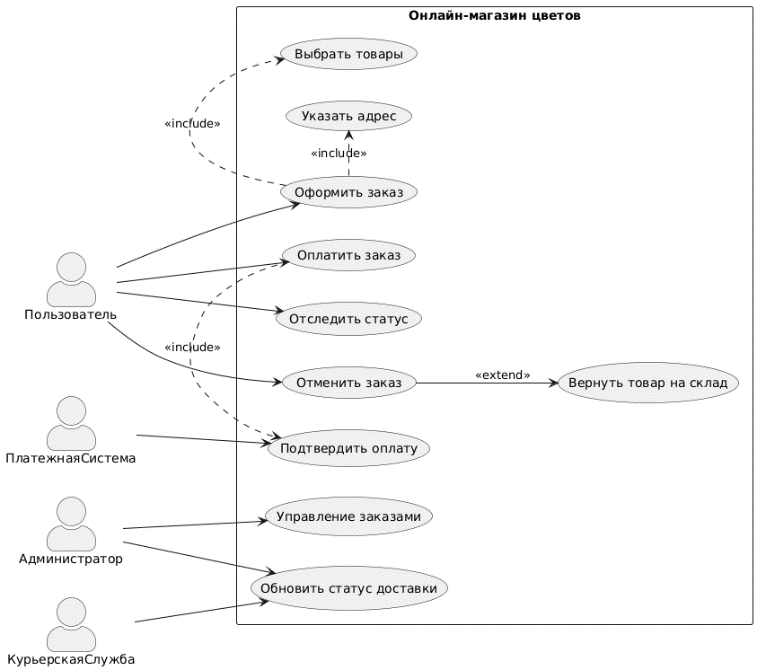 Онлайн-магазин цветов
Выбрать товары
«include»
Указать адрес
«include»
Оформить заказ
Оплатить заказ
Пользователь
Отследить статус
«include»
Отменить заказ
«extend»
Вернуть товар на склад
Подтвердить оплату
ПлатежнаяСистема
Управление заказами
Администратор
Обновить статус доставки
КурьерскаяСлужба